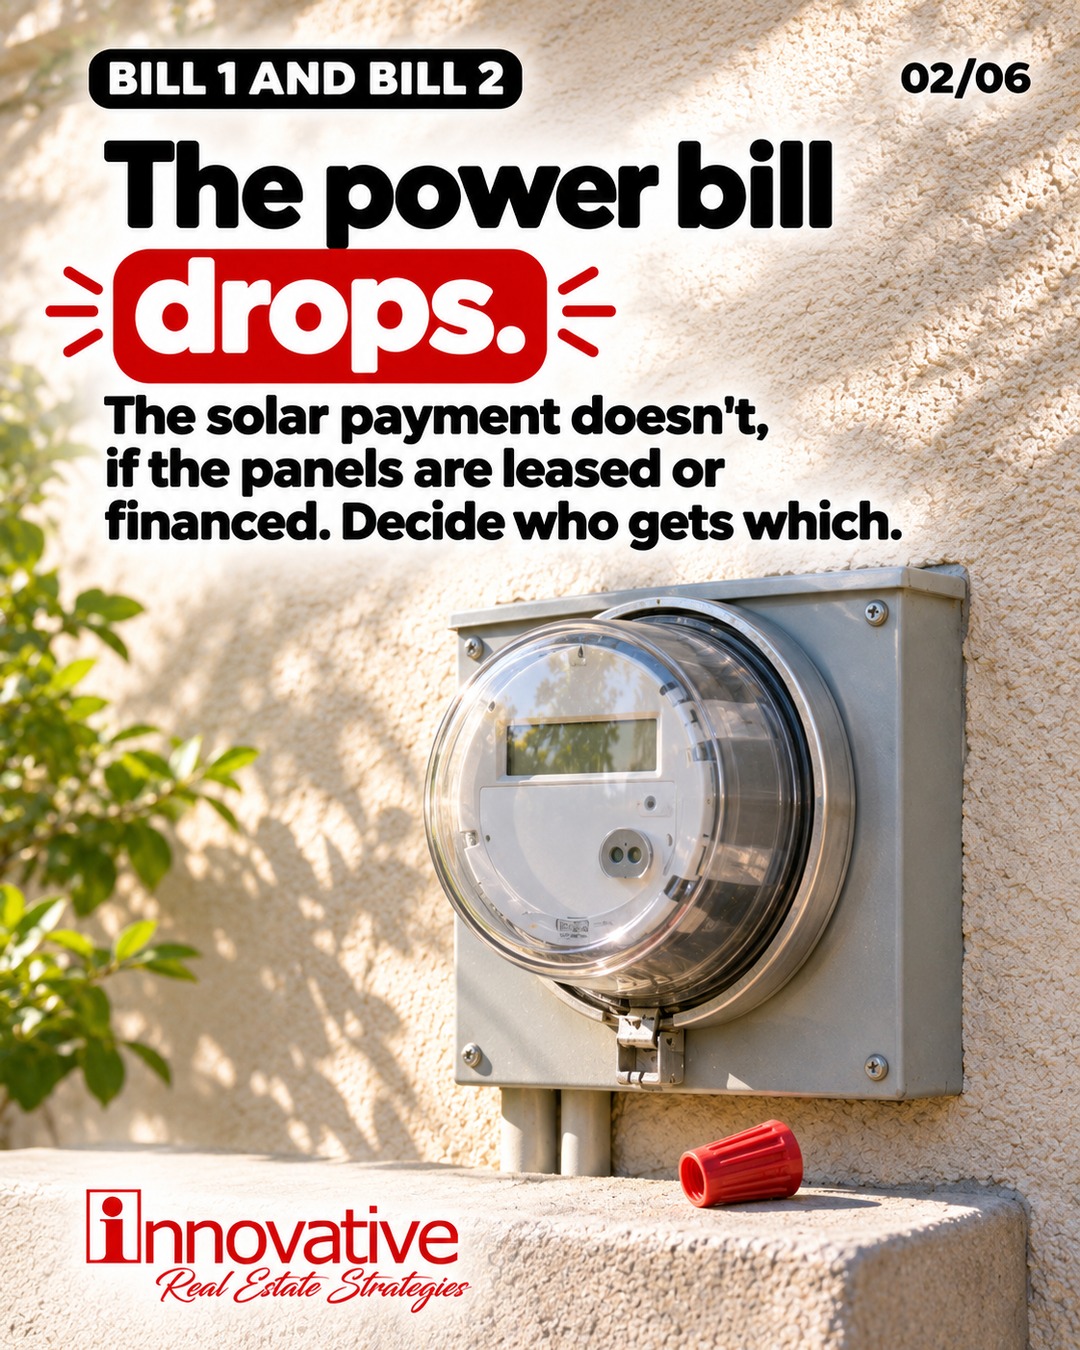 BILL 1 AND BILL 2
02/06
The power bill
drops.
The solar payment doesn't,
if the panels are leased or
financed. Decide who gets which.
innovative
Real Estate Strategies